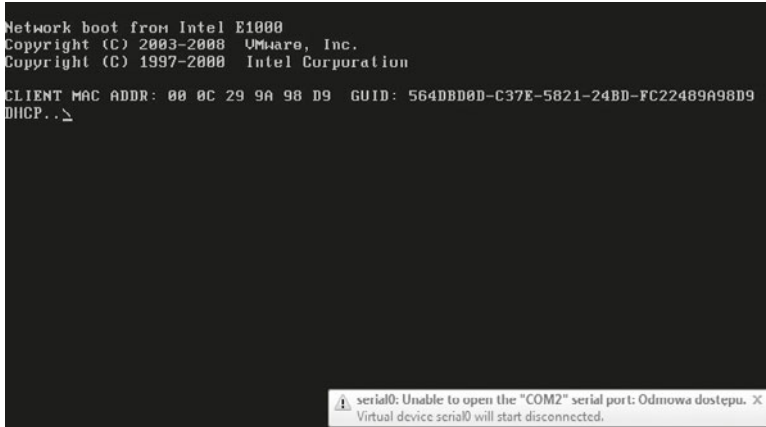 Network boot from Intel E1000
Copyright (C) 2003-2008 VMware, Inc.
Copyright (C) 1997-2000 Intel Corporation
CLIENT MAC ADDR: 00 0C 29 9A 98 D9 GUID: 564DBD0D-C37E-5821-24BD-FC22489A98D9
DHCP..\
serial0: Unable to open the "COM2" serial port: Odmowa dostępu. X
Virtual device serial0 will start disconnected.